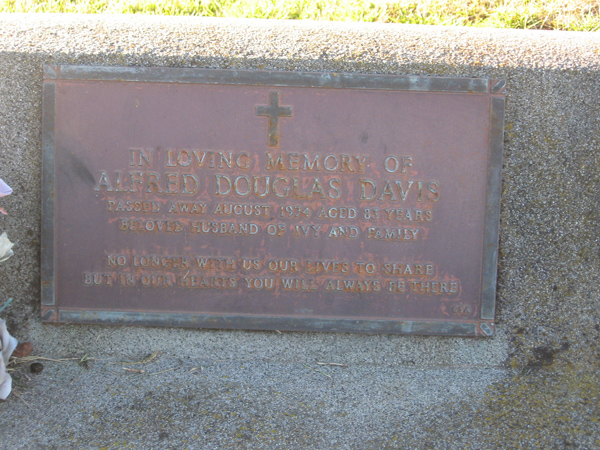 IN LOVING MEMORY OF
ALFRED DOUGLAS DAVIS
PASSED AWAY AUGUST 1974 AGED 81 YEARS
BELOVED HUSBAND OF IVY AND FAMILY
NO LONGER WITH US OUR LIVES TO SHARE
BUT IN OUR HEARTS YOU WILL ALWAYS BE THERE